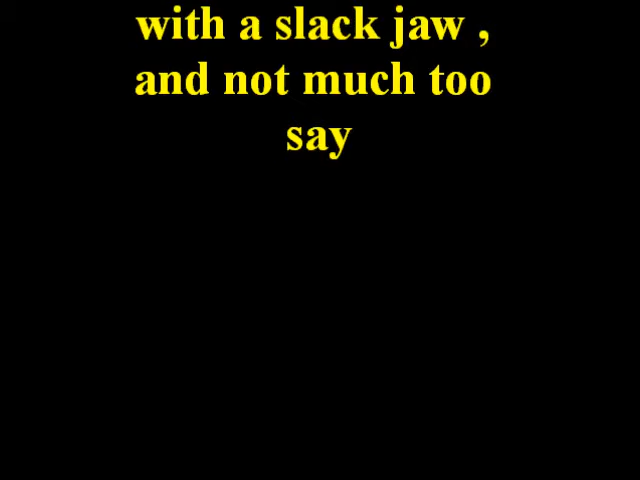 with a slack jaw ,
and not much too
say